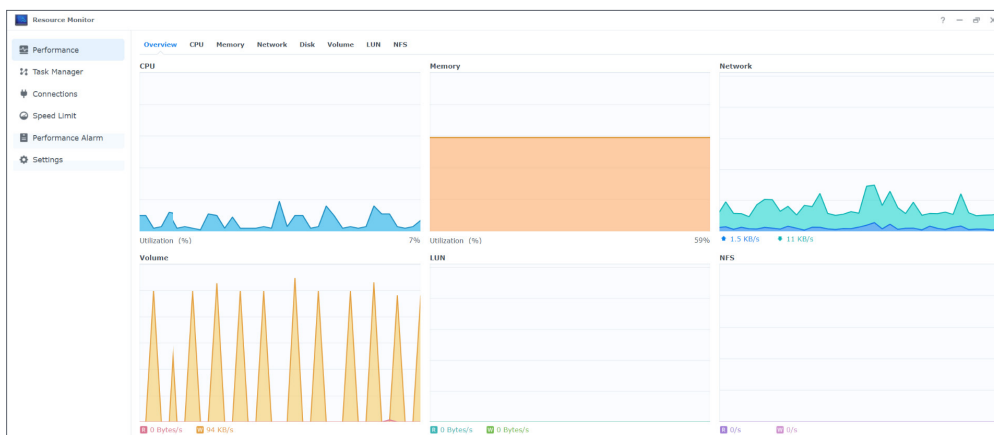 Resource Monitor
?
Performance
Task Manager
Connections
Speed Limit
Performance Alarm
Settings
Overview CPU Memory Network Disk Volume LUN NFS
CPU
Utilization (%) 7%
Memory
Utilization (%) 59%
Network
1.5 KB/s 11 KB/s
Volume
R 0 Bytes/s W 94 KB/s
LUN
R 0 Bytes/s W 0 Bytes/s
NFS
R 0/s W 0/s